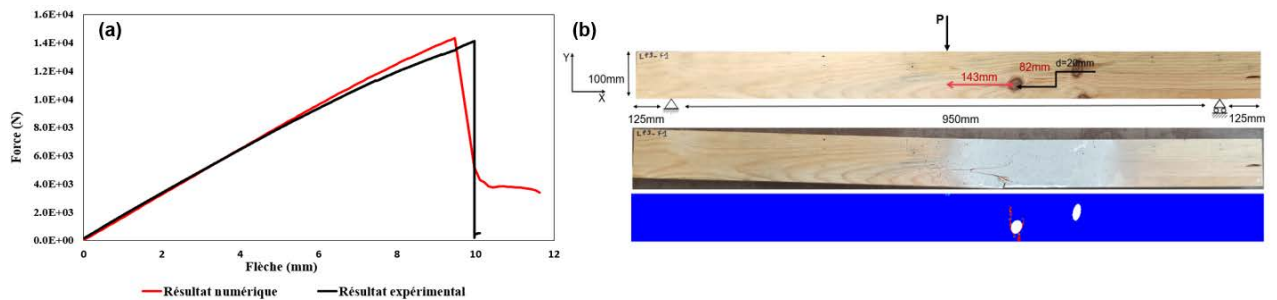 (a)
1.6E+04
1.4E+04
1.2E+04
1.0E+04
8.0E+03
6.0E+03
4.0E+03
2.0E+03
0.0E+00
Force (N)
0 2 4 6 8 10 12
Flèche (mm)
Résultat numérique Résultat expérimental
(b)
P
Y
X
100mm
d=20mm
82mm
143mm
125mm 950mm 125mm